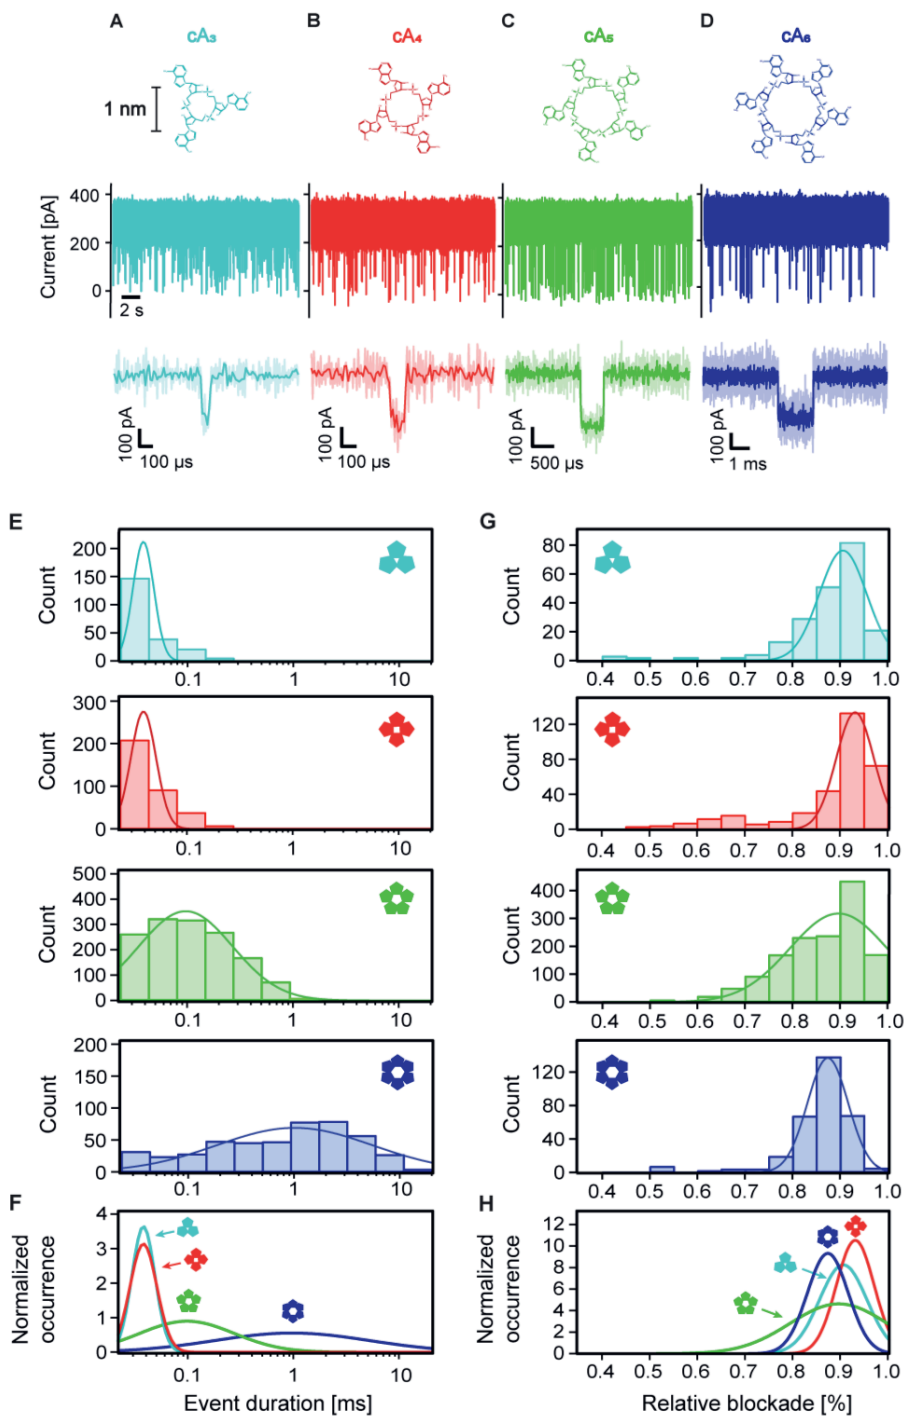 A B C D
cA₃ cA₄ cA₅ cA₆
1 nm
Current [pA]
400
200
0
2 s
100 pA
100 µs
100 pA
100 µs
100 pA
500 µs
100 pA
1 ms
E
Count
200
150
100
50
0
0.1 1 10
Count
300
200
100
0
0.1 1 10
Count
500
400
300
200
100
0
0.1 1 10
Count
200
150
100
50
0
0.1 1 10
F
Normalized
occurrence
4
3
2
1
0
0.1 1 10
Event duration [ms]
G
Count
80
60
40
20
0
0.4 0.5 0.6 0.7 0.8 0.9 1.0
Count
120
80
40
0
0.4 0.5 0.6 0.7 0.8 0.9 1.0
Count
400
300
200
100
0
0.4 0.5 0.6 0.7 0.8 0.9 1.0
Count
120
80
40
0
0.4 0.5 0.6 0.7 0.8 0.9 1.0
H
Normalized
occurrence
12
10
8
6
4
2
0
0.4 0.5 0.6 0.7 0.8 0.9 1.0
Relative blockade [%]